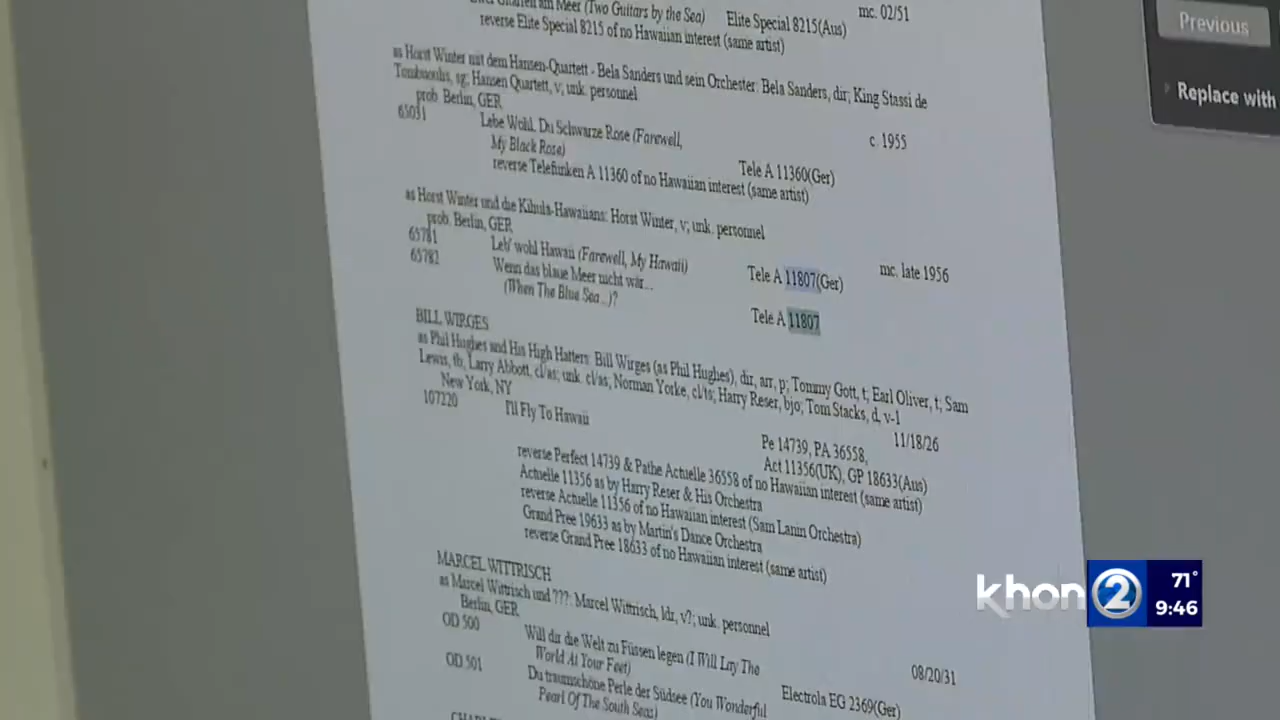 (Two Guitars by the Sea) Elite Special 8215(Aus) mc. 02/51
reverse Elite Special 8215 of no Hawaiian interest (same artist)
as Horst Winter mit dem Hansen-Quartett - Bela Sanders und sein Orchester: Bela Sanders, dir; King Stassi de
sg; Hansen Quartett, v; unk. personnel
prob. Berlin, GER
65031 Lebe Wohl, Du Schwarze Rose (Farewell, c. 1955
My Black Rose) Tele A 11360(Ger)
reverse Telefunken A 11360 of no Hawaiian interest (same artist)
as Horst Winter und die Kihula-Hawaiians: Horst Winter, v; unk. personnel
prob. Berlin, GER
65781 Leb' wohl Hawaii (Farewell, My Hawaii) Tele A 11807(Ger) mc. late 1956
65782 Wenn das blaue Meer nicht wär...
(When The Blue Sea...)? Tele A 11807
BILL WIRGES
as Phil Hughes and His High Hatters: Bill Wirges (as Phil Hughes), dir, arr, p; Tommy Gott, t; Earl Oliver, t; Sam
Lewis, tb; Larry Abbott, cl/as; unk. cl/as; Norman Yorke, cl/ts; Harry Reser, bjo; Tom Stacks, d, v-1
New York, NY
107220 I'll Fly To Hawaii 11/18/26
Pe 14739, PA 36558,
Act 11356(UK), GP 18633(Aus)
reverse Perfect 14739 & Pathe Actuelle 36558 of no Hawaiian interest (same artist)
Actuelle 11356 as by Harry Reser & His Orchestra
reverse Actuelle 11356 of no Hawaiian interest (Sam Lanin Orchestra)
Grand Pree 19633 as by Martin's Dance Orchestra
reverse Grand Pree 18633 of no Hawaiian interest (same artist)
MARCEL WITTRISCH
as Marcel Wittrisch und ???: Marcel Wittrisch, ldr, v?; unk. personnel
Berlin, GER
OD 500 Will dir die Welt zu Füssen legen (I Will Lay The 08/20/31
World At Your Feet) Electrola EG 2369(Ger)
OD 501 Du traumschöne Perle der Südsee (You Wonderful
Pearl Of The South Seas)
Previous
Replace with
khon 2 71°
9:46